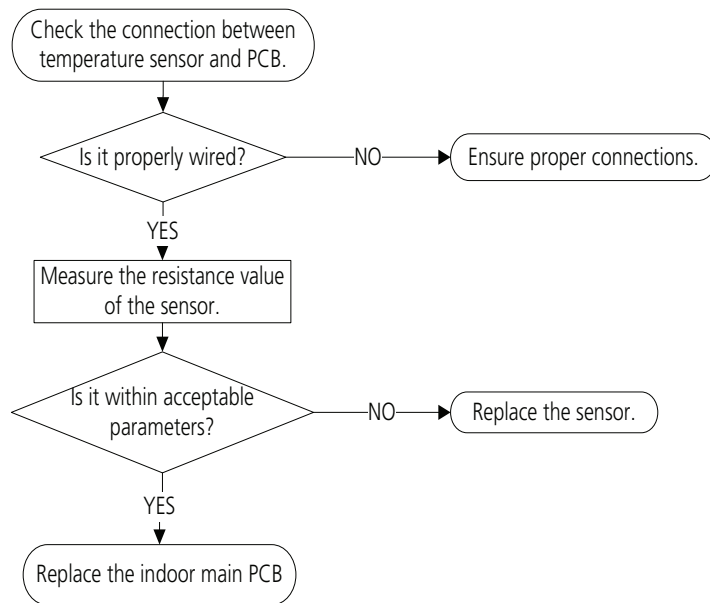 Check the connection between
temperature sensor and PCB.
Is it properly wired?
NO
Ensure proper connections.
YES
Measure the resistance value
of the sensor.
Is it within acceptable
parameters?
NO
Replace the sensor.
YES
Replace the indoor main PCB